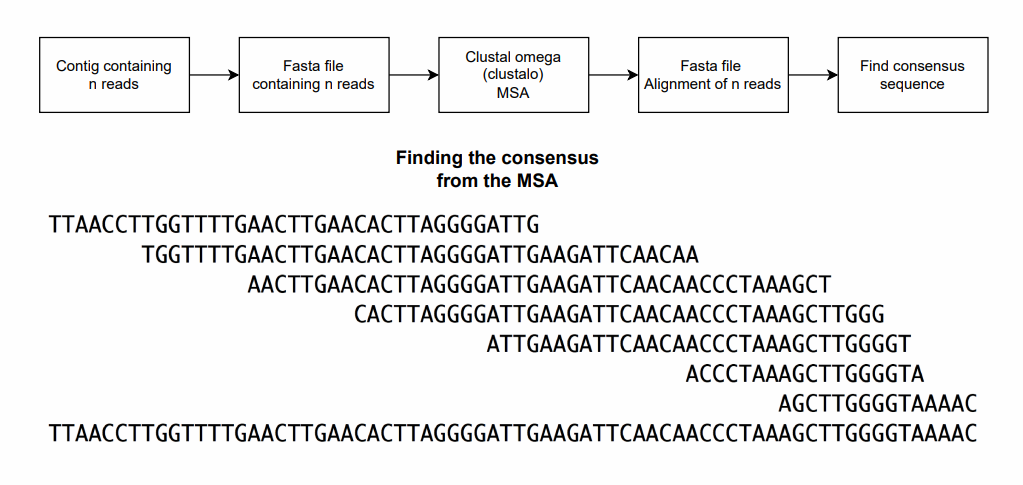 Contig containing
n reads
Fasta file
containing n reads
Clustal omega
(clustalo)
MSA
Fasta file
Alignment of n reads
Find consensus
sequence
Finding the consensus
from the MSA
TTAACCTTGGTTTTGAACTTGAACACTTAGGGGATTG
TGGTTTTGAACTTGAACACTTAGGGGATTGAAGATTCAACAA
AACTTGAACACTTAGGGGATTGAAGATTCAACAACCCTAAAGCT
CACTTAGGGGATTGAAGATTCAACAACCCTAAAGCTTGGG
ATTGAAGATTCAACAACCCTAAAGCTTGGGGT
ACCCTAAAGCTTGGGGTA
AGCTTGGGGTAAAAC
TTAACCTTGGTTTTGAACTTGAACACTTAGGGGATTGAAGATTCAACAACCCTAAAGCTTGGGGTAAAAC